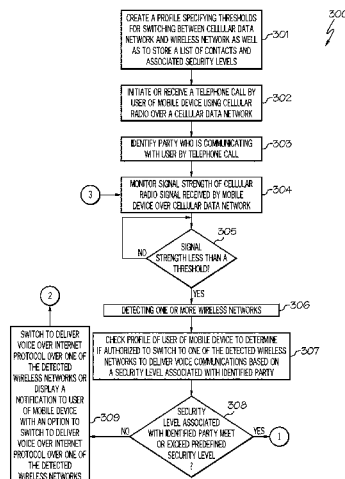 300
CREATE A PROFILE SPECIFYING THRESHOLDS
FOR SWITCHING BETWEEN CELLULAR DATA
NETWORK AND WIRELESS NETWORK AS WELL
AS TO STORE A LIST OF CONTACTS AND
ASSOCIATED SECURITY LEVELS
301
INITIATE OR RECEIVE A TELEPHONE CALL BY
USER OF MOBILE DEVICE USING CELLULAR
RADIO OVER A CELLULAR DATA NETWORK
302
IDENTIFY PARTY WHO IS COMMUNICATING
WITH USER BY TELEPHONE CALL
303
3
MONITOR SIGNAL STRENGTH OF CELLULAR
RADIO SIGNAL RECEIVED BY MOBILE
DEVICE OVER CELLULAR DATA NETWORK
304
305
SIGNAL
STRENGTH LESS THAN A
THRESHOLD?
NO
YES
DETECTING ONE OR MORE WIRELESS NETWORKS
306
CHECK PROFILE OF USER OF MOBILE DEVICE TO DETERMINE
IF AUTHORIZED TO SWITCH TO ONE OF THE DETECTED WIRELESS
NETWORKS TO DELIVER VOICE COMMUNICATIONS BASED ON
A SECURITY LEVEL ASSOCIATED WITH IDENTIFIED PARTY
307
308
SECURITY
LEVEL ASSOCIATED
WITH IDENTIFIED PARTY MEET
OR EXCEED PREDEFINED
SECURITY LEVEL
?
YES
1
NO
2
SWITCH TO DELIVER
VOICE OVER INTERNET
PROTOCOL OVER ONE OF
THE DETECTED
WIRELESS NETWORKS OR
DISPLAY A
NOTIFICATION TO USER
OF MOBILE DEVICE
WITH AN OPTION TO
SWITCH TO DELIVER
VOICE OVER INTERNET
PROTOCOL OVER ONE OF
THE DETECTED
WIRELESS NETWORKS
309